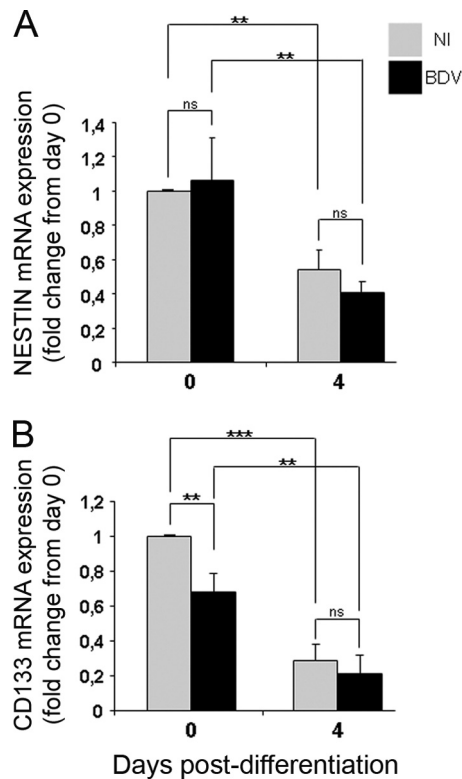 A
**
NI
BDV
**
ns
ns
NESTIN mRNA expression
(fold change from day 0)
1,4
1,2
1
0,8
0,6
0,4
0,2
0
0
4
B
***
**
**
ns
CD133 mRNA expression
(fold change from day 0)
1,2
1
0,8
0,6
0,4
0,2
0
0
4
Days post-differentiation